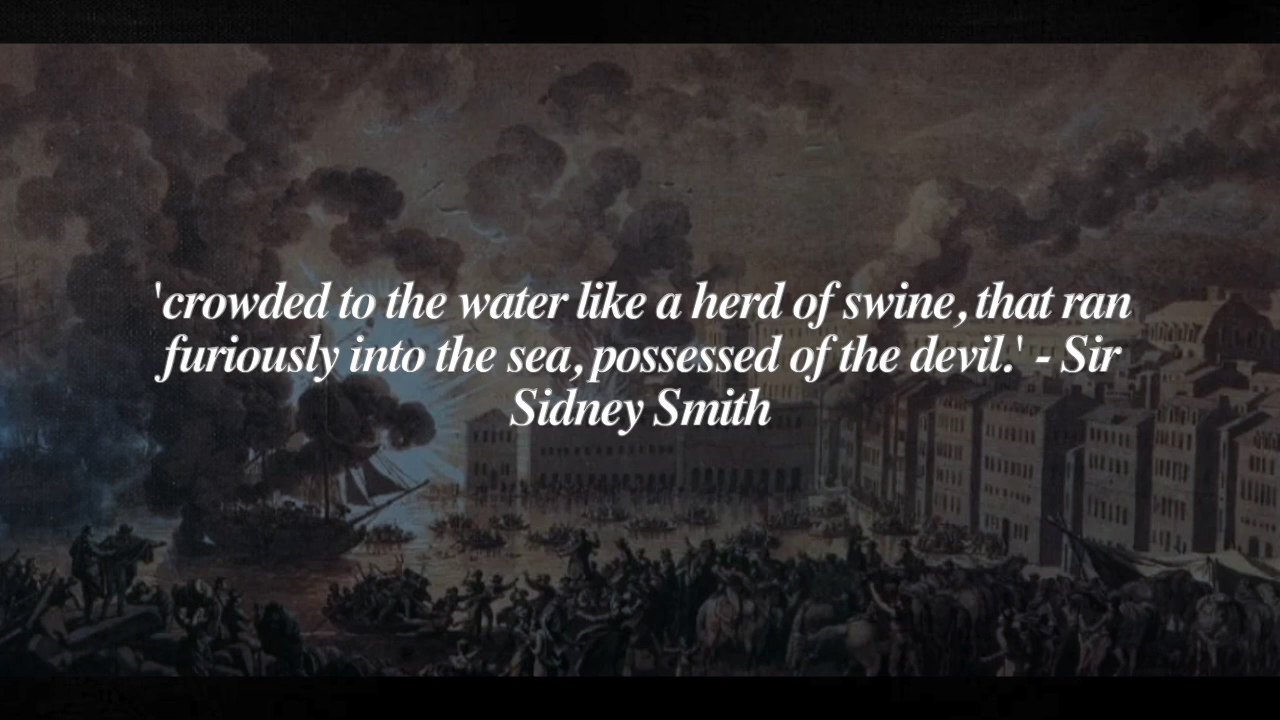 'crowded to the water like a herd of swine, that ran
furiously into the sea, possessed of the devil.' - Sir
Sidney Smith